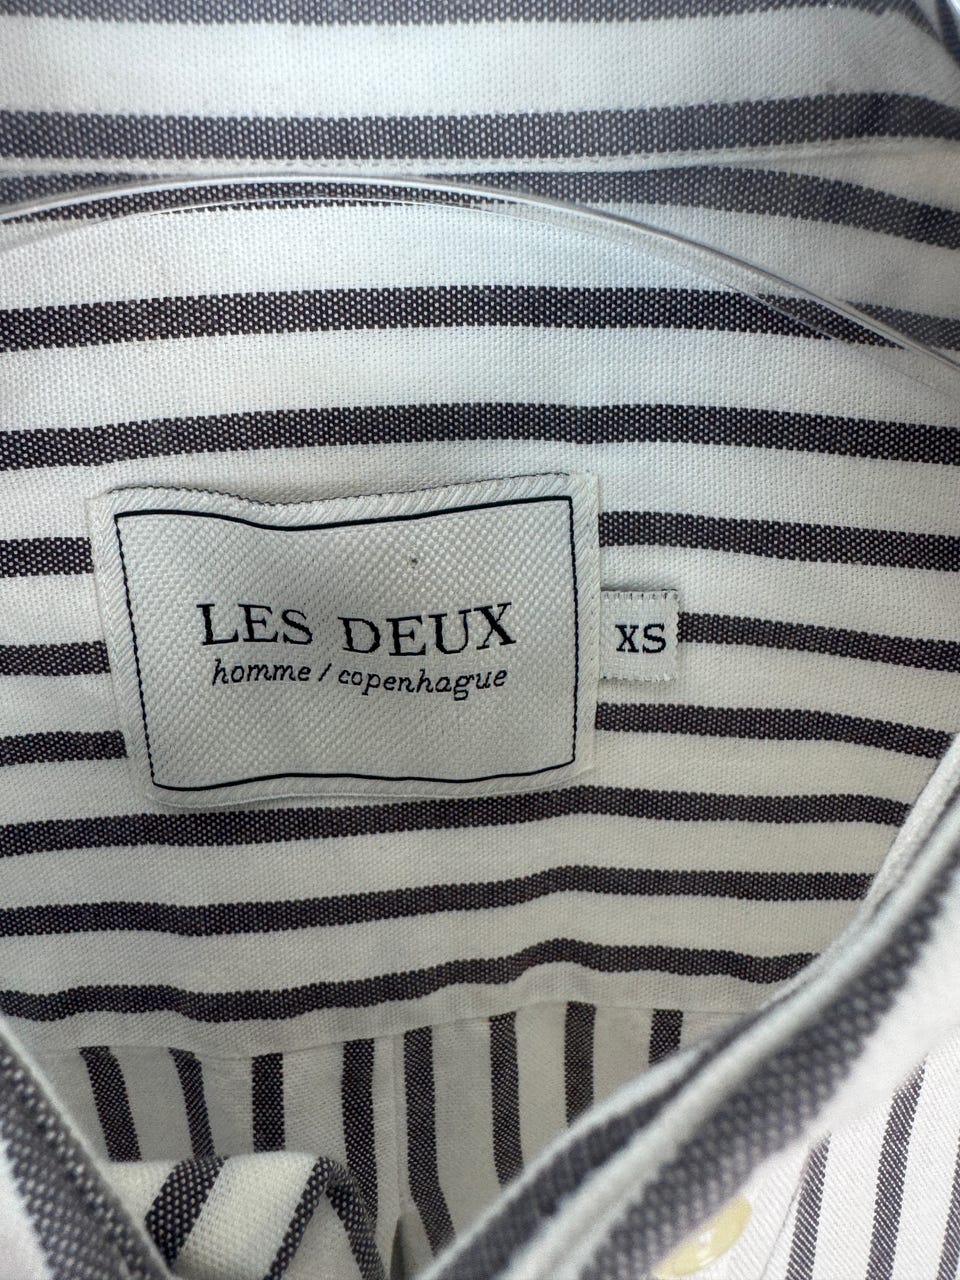 LES DEUX
homme / copenhague
XS